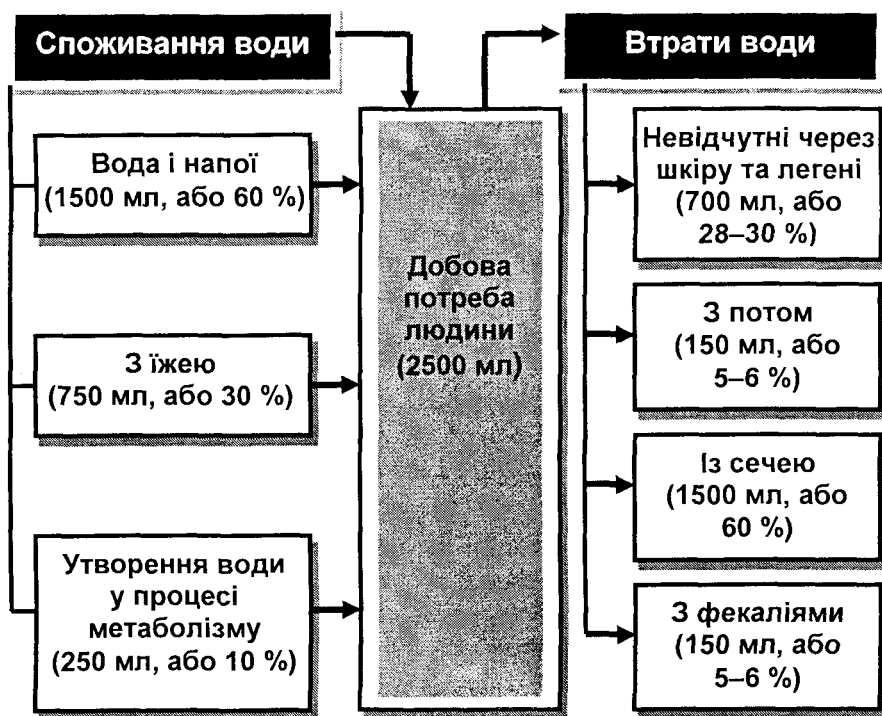 Споживання води
Втрати води
Вода і напої
(1500 мл, або 60 %)
З їжею
(750 мл, або 30 %)
Утворення води
у процесі
метаболізму
(250 мл, або 10 %)
Добова
потреба
людини
(2500 мл)
Невідчутні через
шкіру та легені
(700 мл, або
28–30 %)
З потом
(150 мл, або
5–6 %)
Із сечею
(1500 мл, або
60 %)
З фекаліями
(150 мл, або
5–6 %)